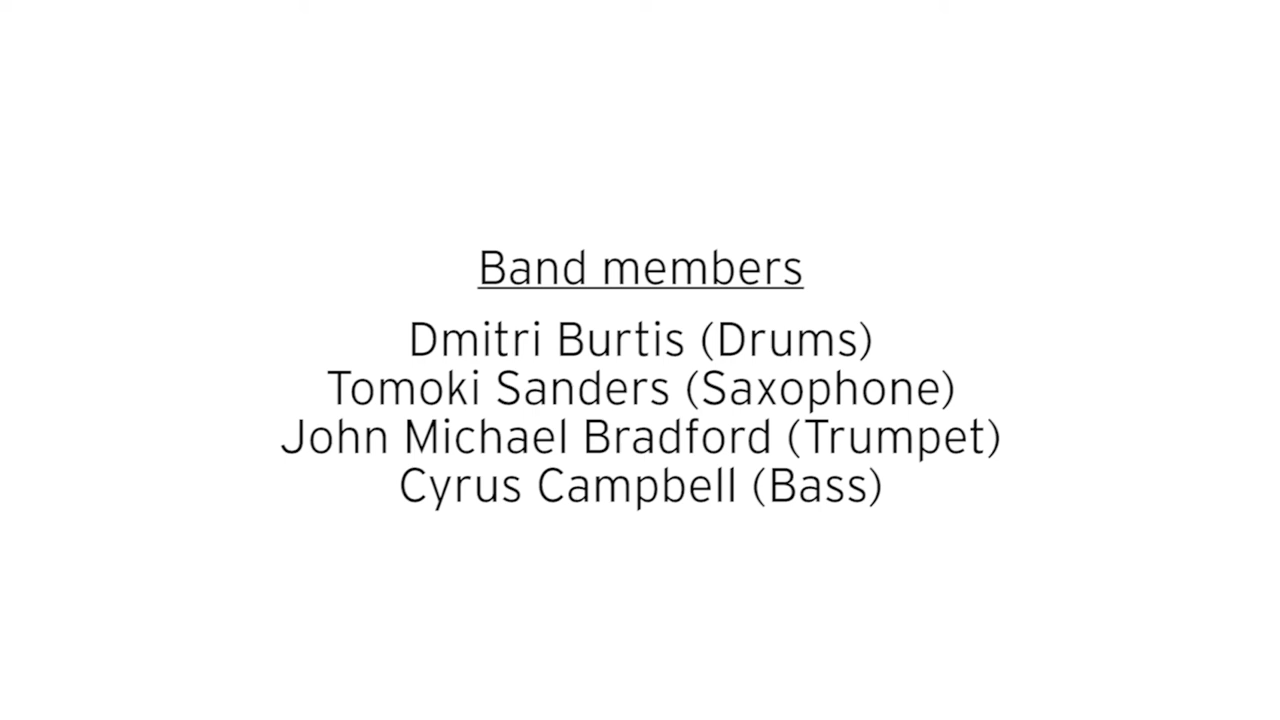 Band members
Dmitri Burtis (Drums)
Tomoki Sanders (Saxophone)
John Michael Bradford (Trumpet)
Cyrus Campbell (Bass)